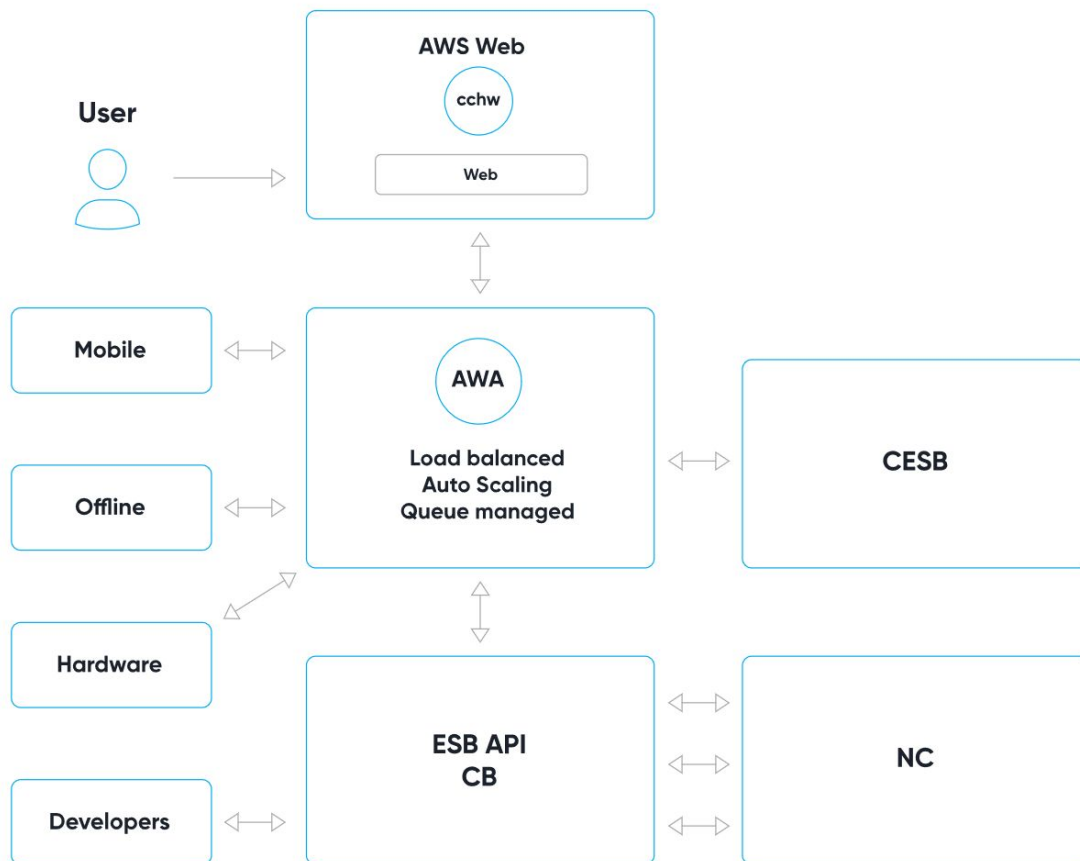 AWS Web
cchw
User
Web
Mobile
AWA
Load balanced
Auto Scaling
Queue managed
CESB
Offline
Hardware
ESB API
CB
NC
Developers